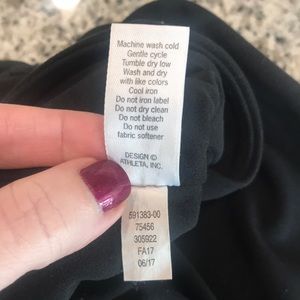 Machine wash cold
Gentle cycle
Tumble dry low
Wash and dry
with like colors
Cool iron
Do not iron label
Do not dry clean
Do not bleach
Do not use
fabric softener
DESIGN ©
ATHLETA, INC.
591383-00
75456
305922
FA17
06/17